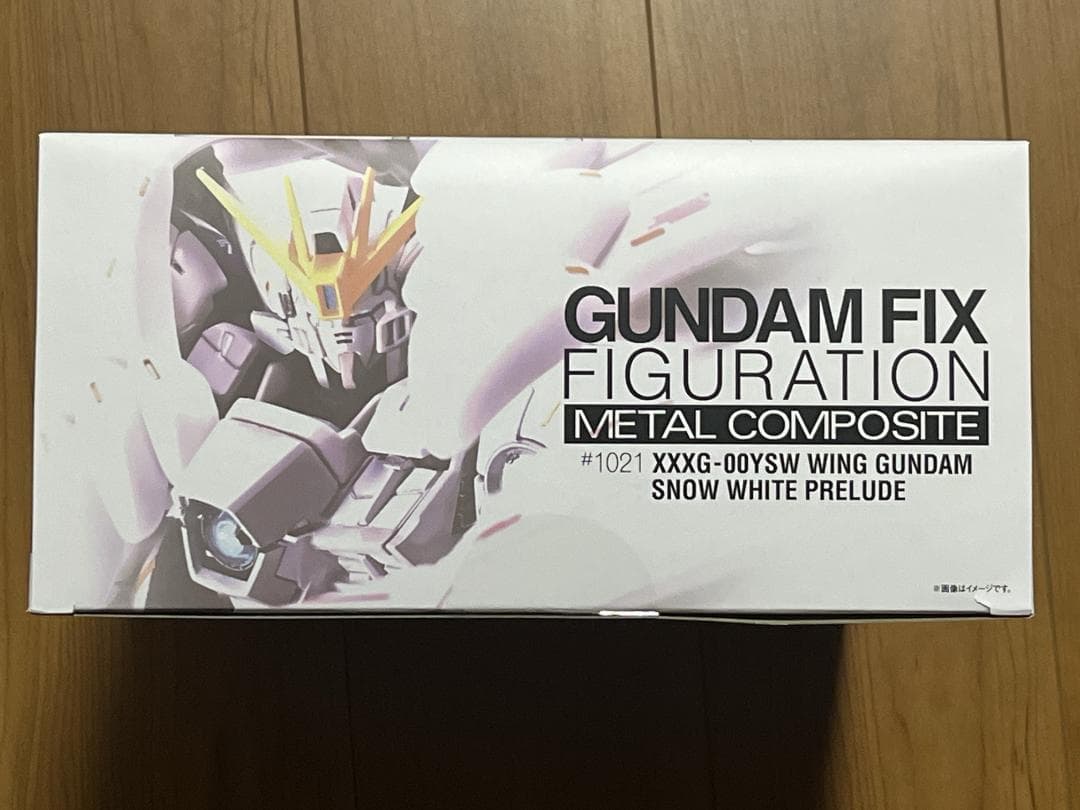 GUNDAM FIX
FIGURATION
METAL COMPOSITE
#1021 XXXG-00YSW WING GUNDAM
SNOW WHITE PRELUDE
※画像はイメージです。